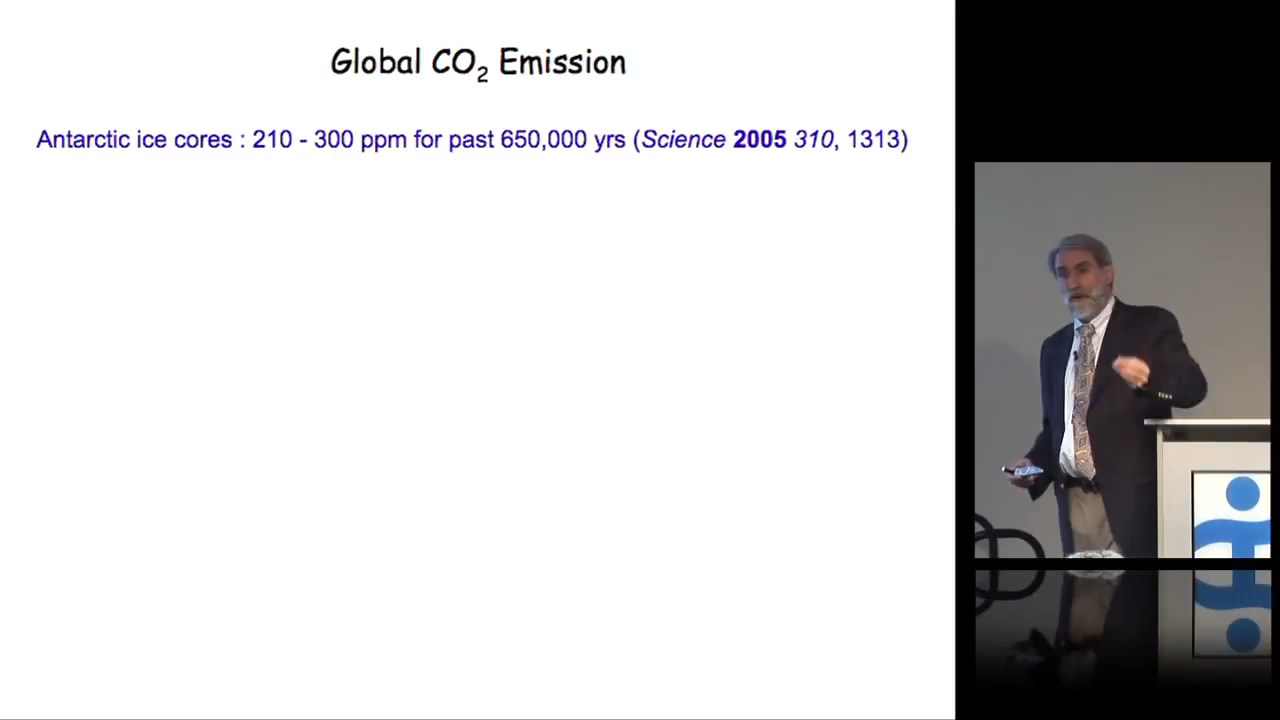 Global CO₂ Emission
Antarctic ice cores : 210 - 300 ppm for past 650,000 yrs (Science 2005 310, 1313)